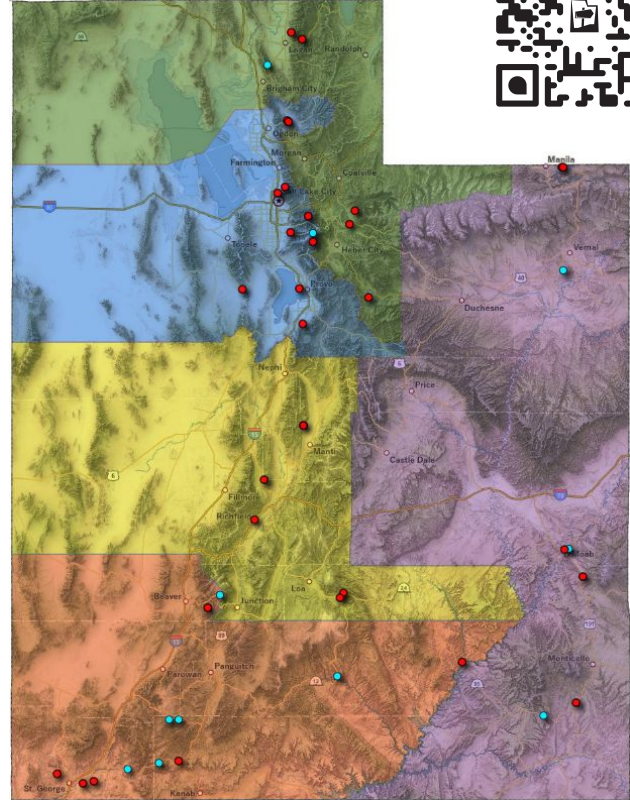 Logan
Randolph
Brigham City
Ogden
Morgan
Manila
Farmington
Coalville
Lake City
Vernal
Tooele
Heber City
Provo
Duchesne
Nephi
Price
Manti
Castle Dale
Fillmore
Richfield
Moab
Loa
Beaver
Junction
Monticello
Parowan
Panguitch
St. George
Kanab